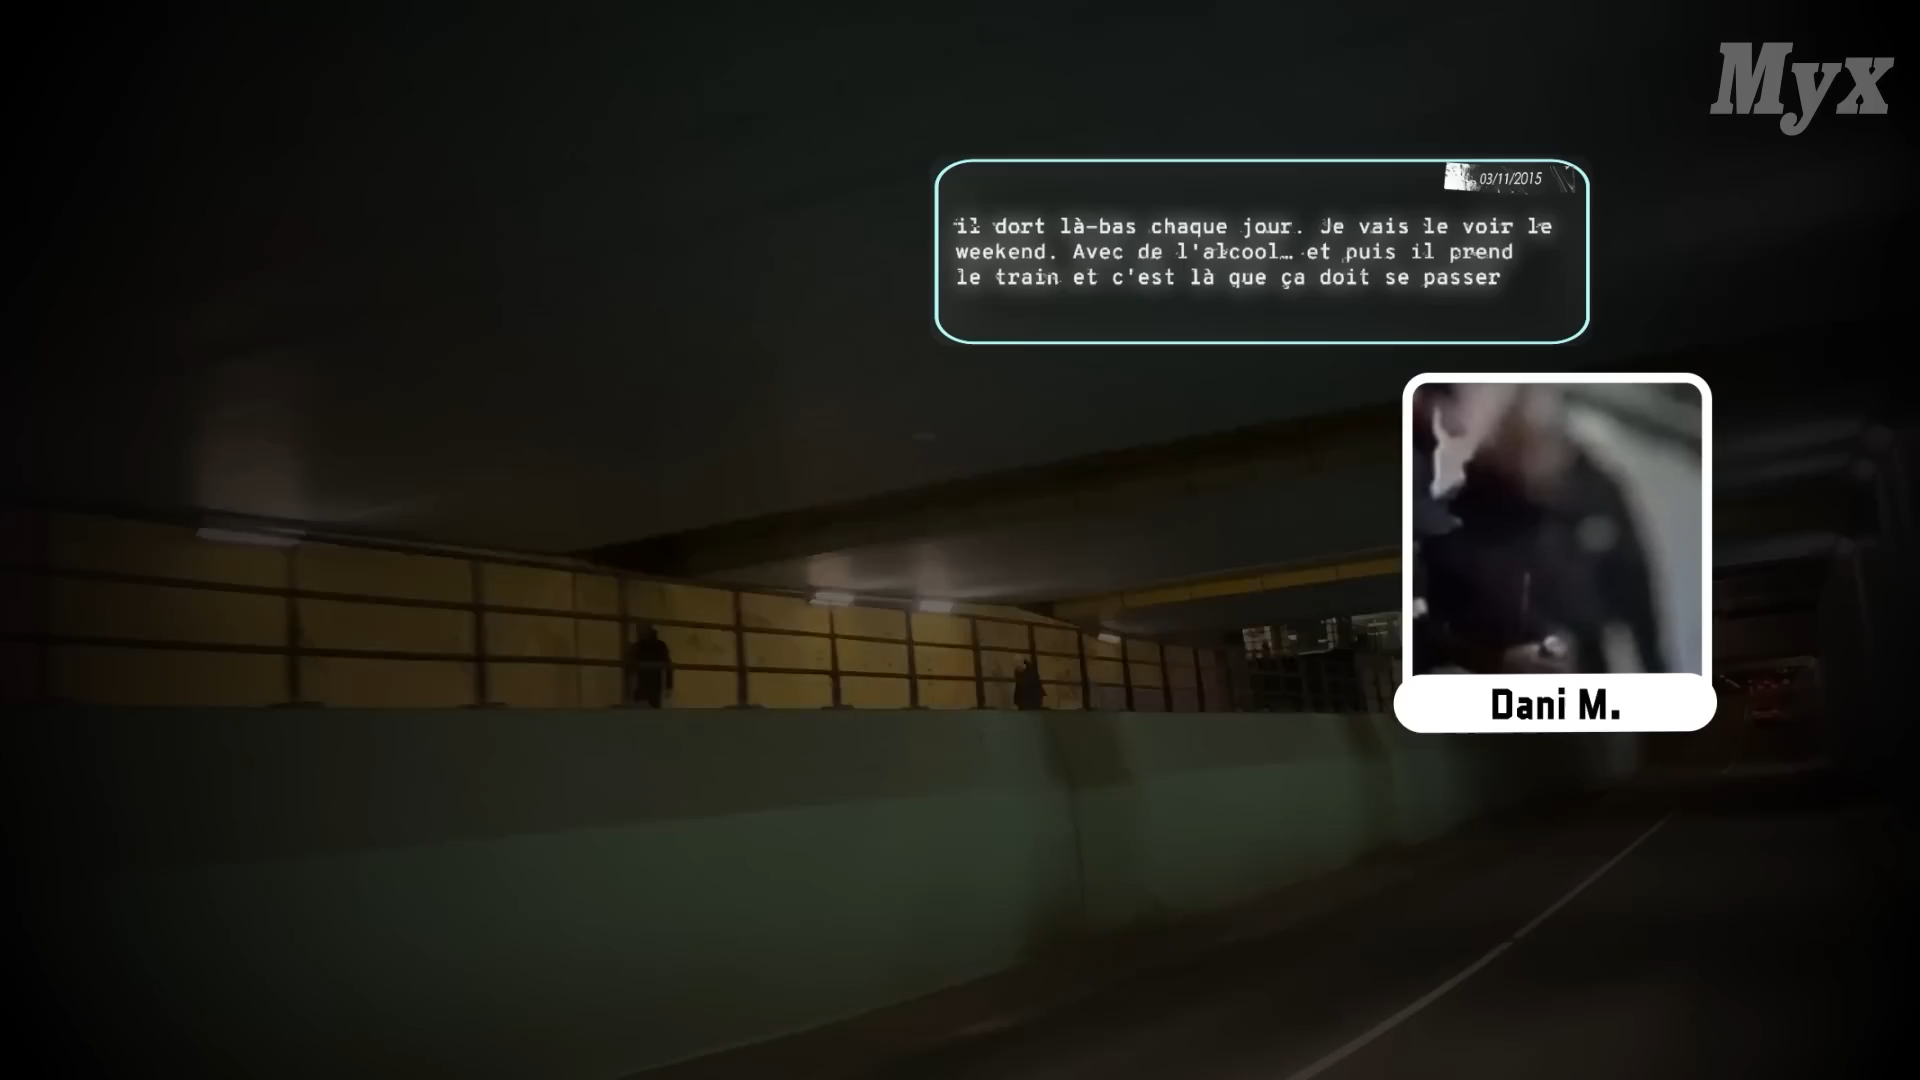 Myx
03/11/2015
il dort là-bas chaque jour. Je vais le voir le
weekend. Avec de l'alcool… et puis il prend
le train et c'est là que ça doit se passer
Dani M.